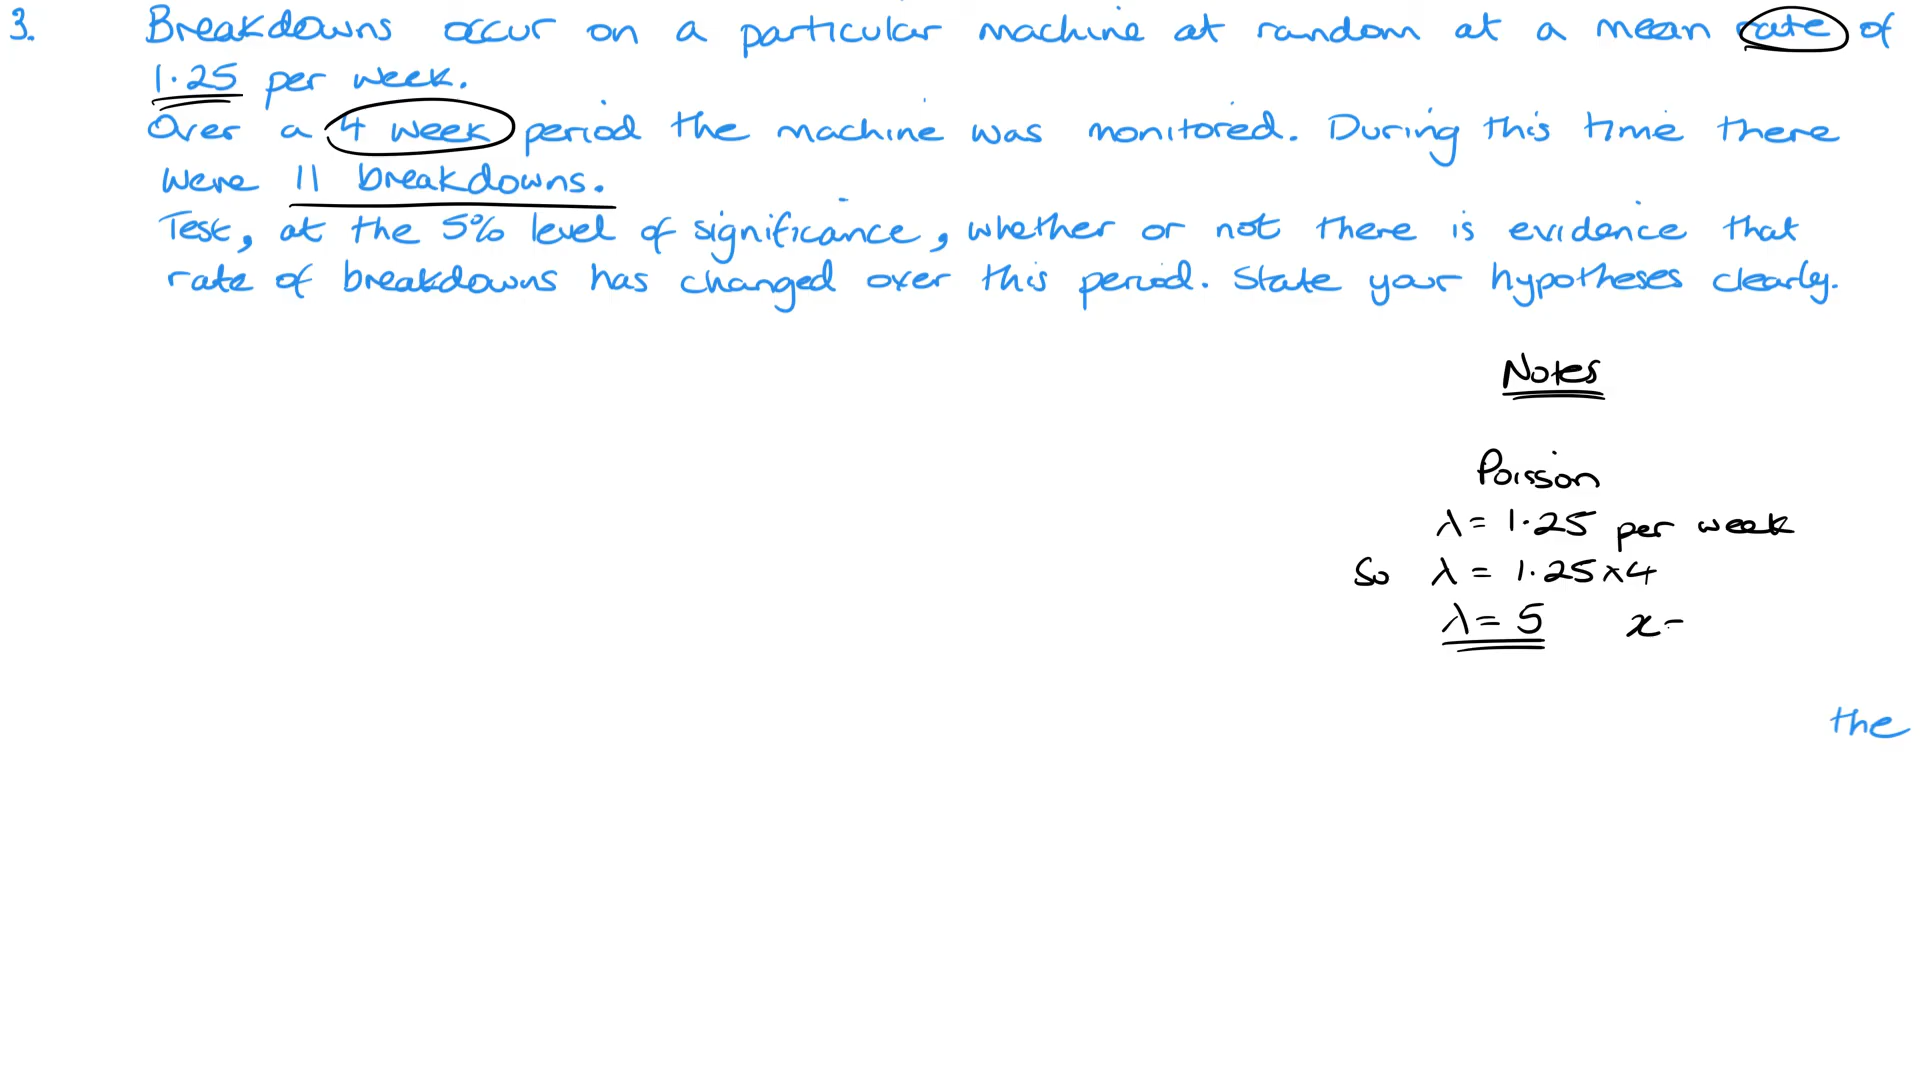 3. Breakdowns occur on a particular machine at random at a mean rate of
1.25 per week.
Over a 4 week period the machine was monitored. During this time there
were 11 breakdowns.
Test, at the 5% level of significance, whether or not there is evidence that
rate of breakdowns has changed over this period. State your hypotheses clearly.
Notes
Poisson
λ = 1.25 per week
So λ = 1.25×4
λ = 5 x=
the